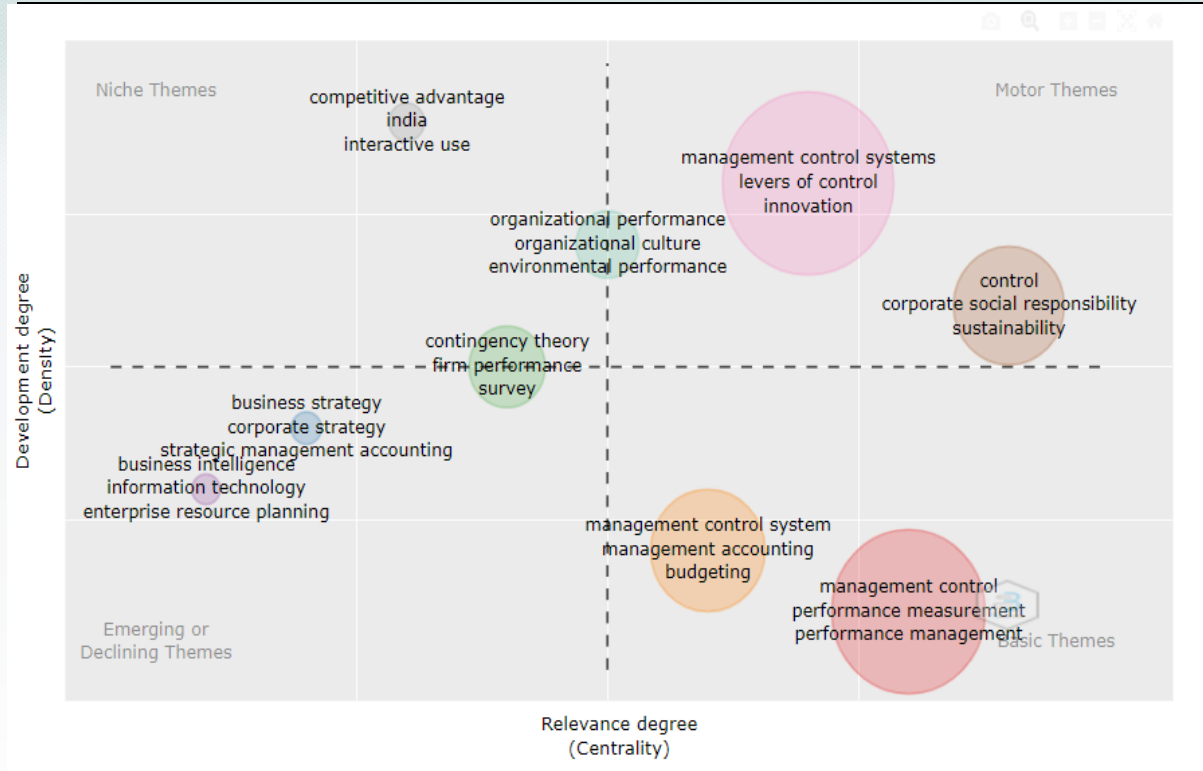 Niche Themes
Motor Themes
competitive advantage
india
interactive use
management control systems
levers of control
innovation
organizational performance
organizational culture
environmental performance
control
corporate social responsibility
sustainability
contingency theory
firm performance
survey
business strategy
corporate strategy
strategic management accounting
business intelligence
information technology
enterprise resource planning
management control system
management accounting
budgeting
management control
performance measurement
performance management
Emerging or
Declining Themes
Basic Themes
Development degree
(Density)
Relevance degree
(Centrality)